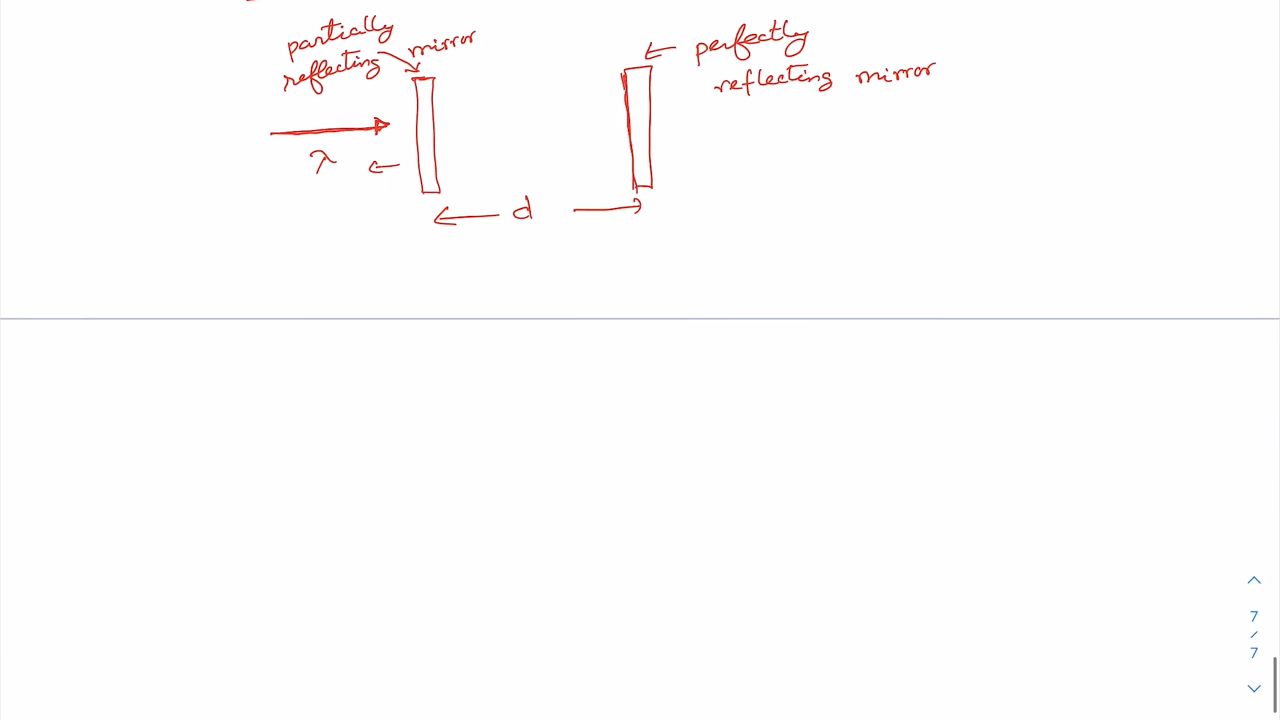 partially
reflecting mirror
perfectly
reflecting mirror
λ
d
7
/
7